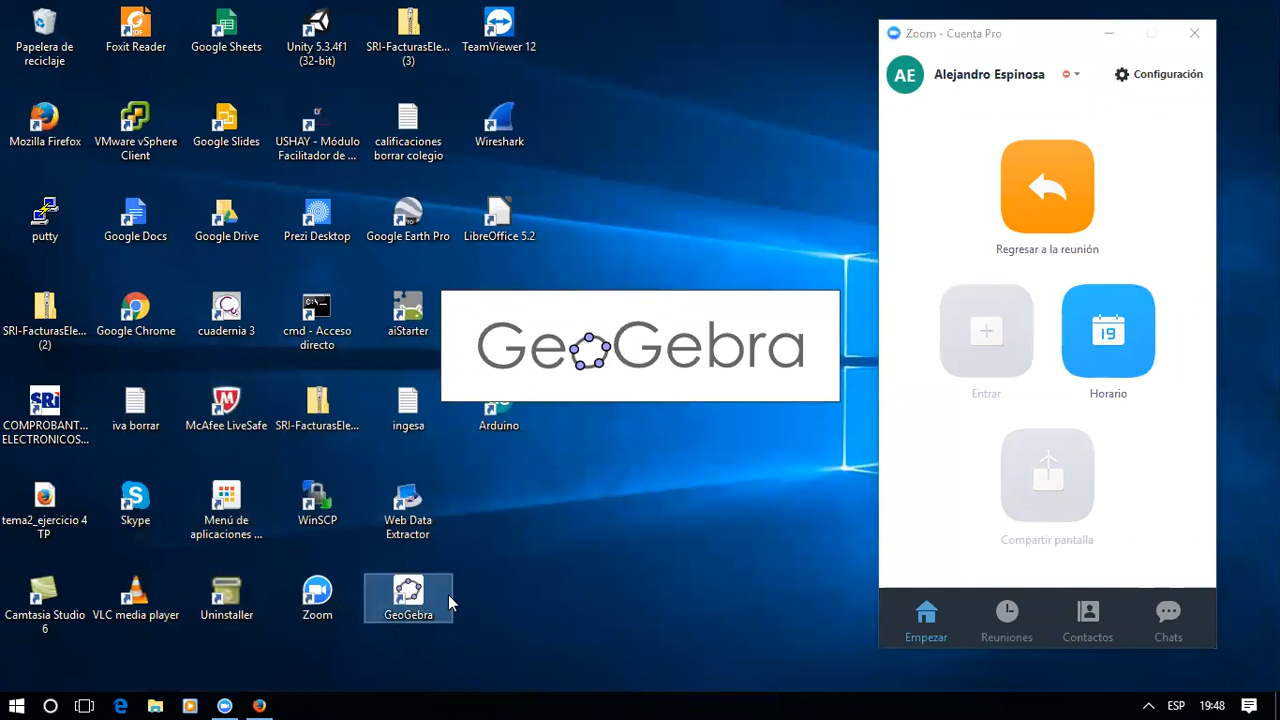 Papelera de
reciclaje
Foxit Reader
Google Sheets
Unity 5.3.4f1
(32-bit)
SRI-FacturasEle...
(3)
TeamViewer 12
Mozilla Firefox
VMware vSphere
Client
Google Slides
USHAY - Módulo
Facilitador de ...
calificaciones
borrar colegio
Wireshark
putty
Google Docs
Google Drive
Prezi Desktop
Google Earth Pro
LibreOffice 5.2
SRI-FacturasEle...
(2)
Google Chrome
cuadernia 3
cmd - Acceso
directo
aiStarter
SRi
COMPROBANT...
ELECTRONICOS...
iva borrar
McAfee LiveSafe
SRI-FacturasEle...
ingesa
Arduino
tema2_ejercicio 4
TP
Skype
Menú de
aplicaciones ...
WinSCP
Web Data
Extractor
Camtasia Studio
6
VLC media player
Uninstaller
Zoom
GeoGebra
GeoGebra
Zoom - Cuenta Pro
AE
Alejandro Espinosa
Configuración
Regresar a la reunión
Entrar
19
Horario
Compartir pantalla
Empezar
Reuniones
Contactos
Chats
ESP
19:48